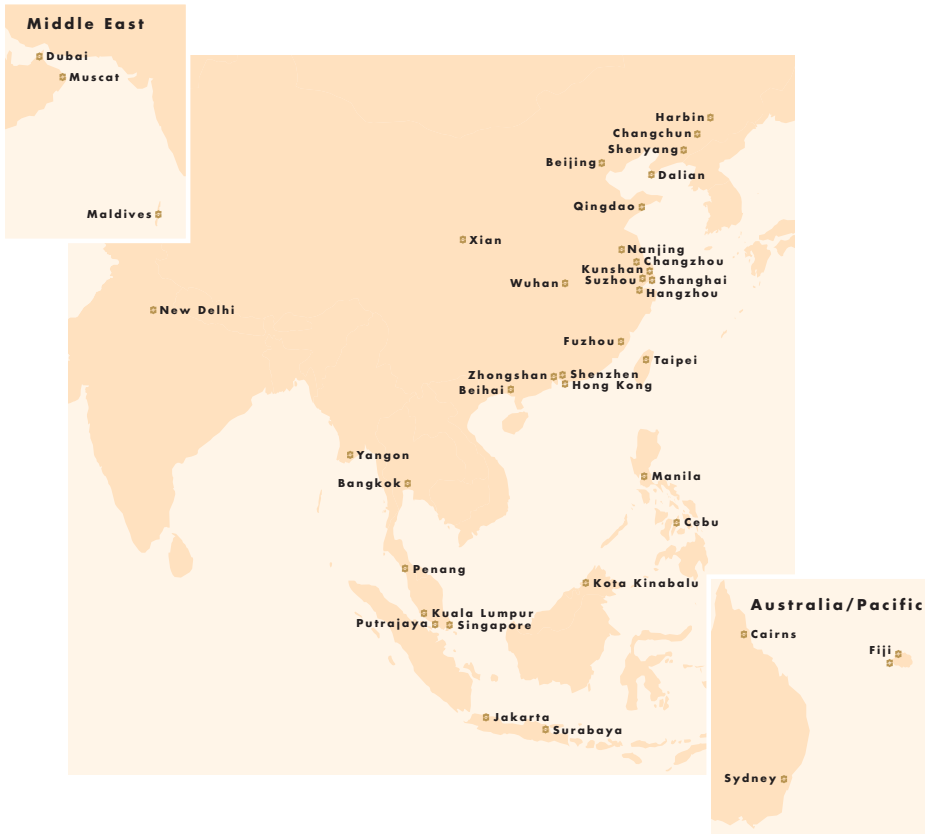 Middle East
Dubai
Muscat
Maldives
Harbin
Changchun
Shenyang
Beijing
Dalian
Qingdao
Xian
Nanjing
Changzhou
Kunshan
Suzhou
Shanghai
Wuhan
Hangzhou
New Delhi
Fuzhou
Taipei
Zhongshan
Shenzhen
Hong Kong
Beihai
Yangon
Manila
Bangkok
Cebu
Penang
Kota Kinabalu
Kuala Lumpur
Putrajaya
Singapore
Jakarta
Surabaya
Australia/Pacific
Cairns
Fiji
Sydney